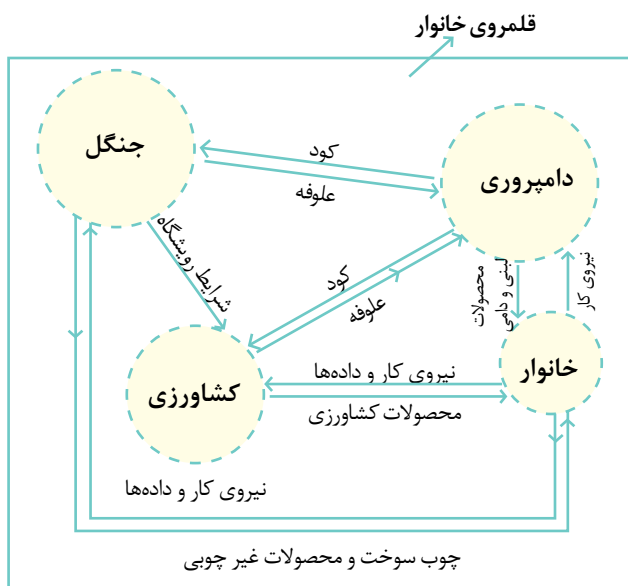 قلمروی خانوار
جنگل
دامپروری
کود
علوفه
شرایط رویشگاه
کود
علوفه
محصولات
لبنی و دامی
نیروی کار
خانوار
کشاورزی
نیروی کار و داده‌ها
محصولات کشاورزی
نیروی کار و داده‌ها
چوب سوخت و محصولات غیر چوبی